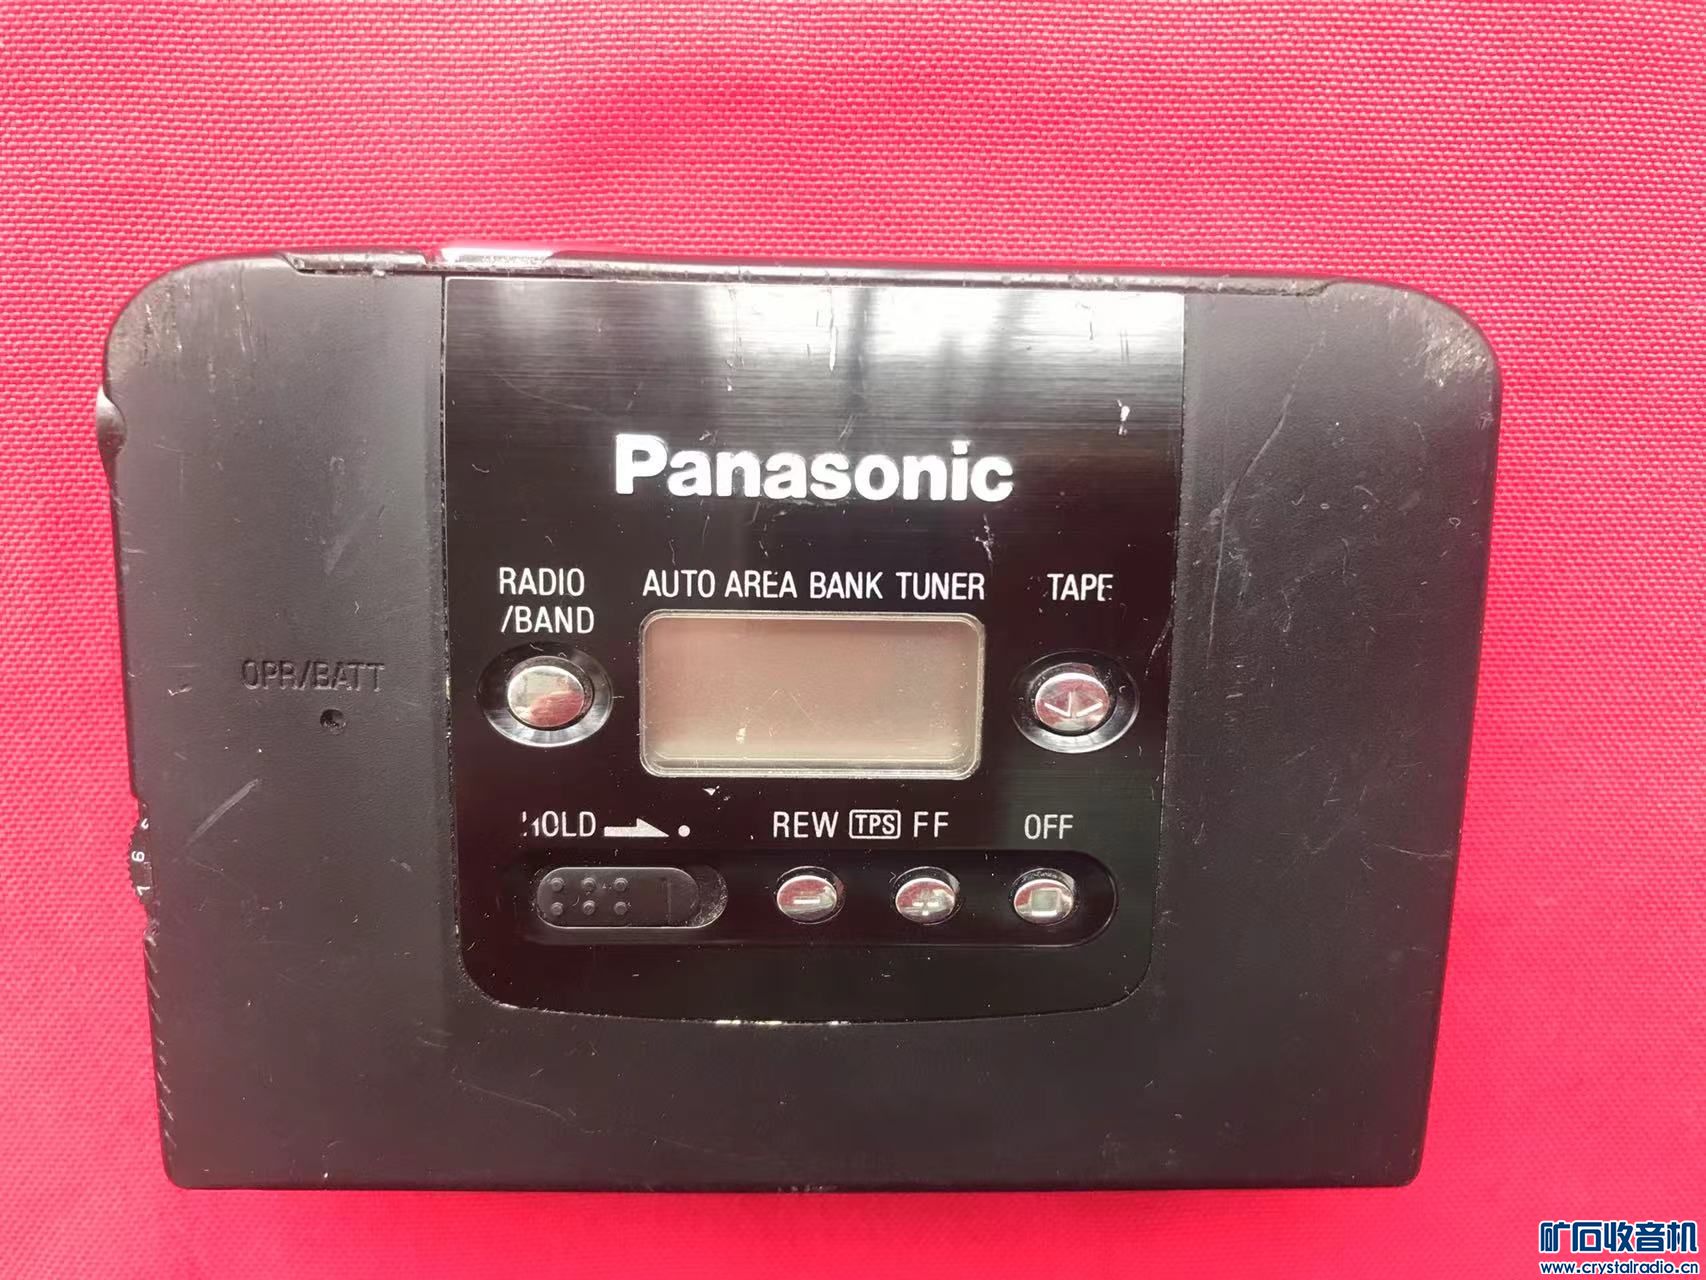 Panasonic
RADIO
/BAND
AUTO AREA BANK TUNER
TAPE
OPR/BATT
HOLD
REW TPS FF
OFF
矿石收音机
www.crystalradio.cn